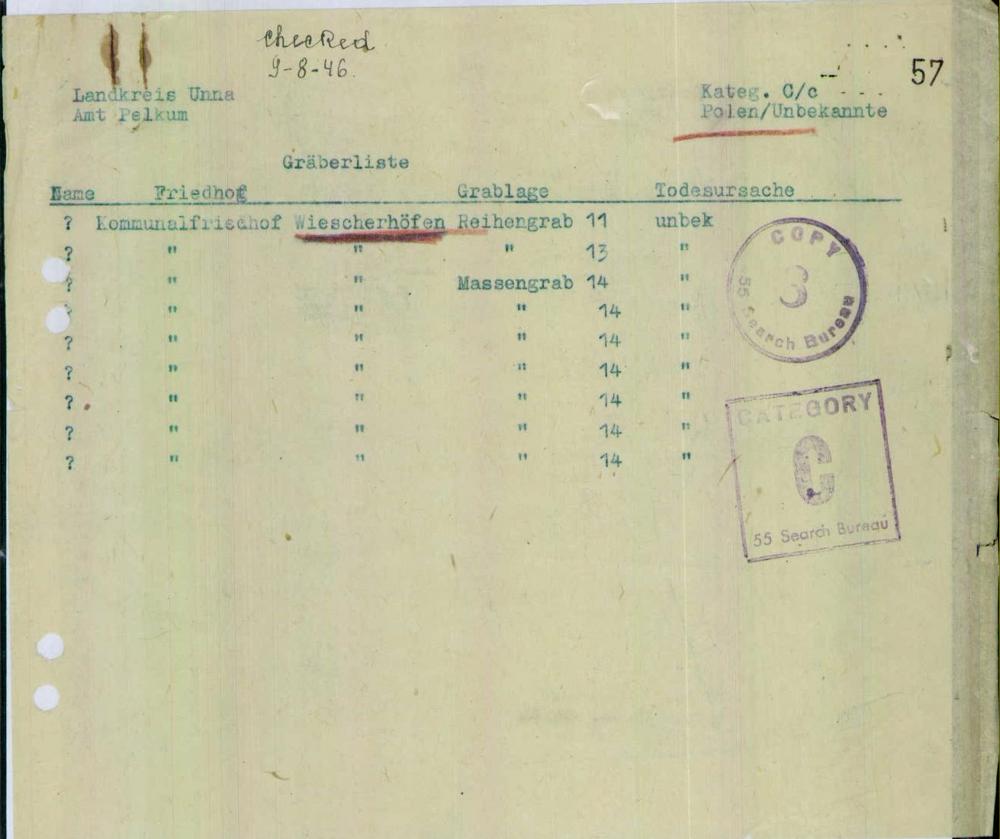 checked
9-8-46.
57
Landkreis Unna
Amt Pelkum
Kateg. C/c
Polen/Unbekannte
Gräberliste
Name Friedhof Grablage Todesursache
? Kommunalfriedhof Wiescherhöfen Reihengrab 11 unbek
? " " " 13 "
? " " Massengrab 14 "
? " " " 14 "
? " " " 14 "
? " " " 14 "
? " " " 14 "
? " " " 14 "
? " " " 14 "
COPY
3
55 Search Bureau
CATEGORY
C
55 Search Bureau